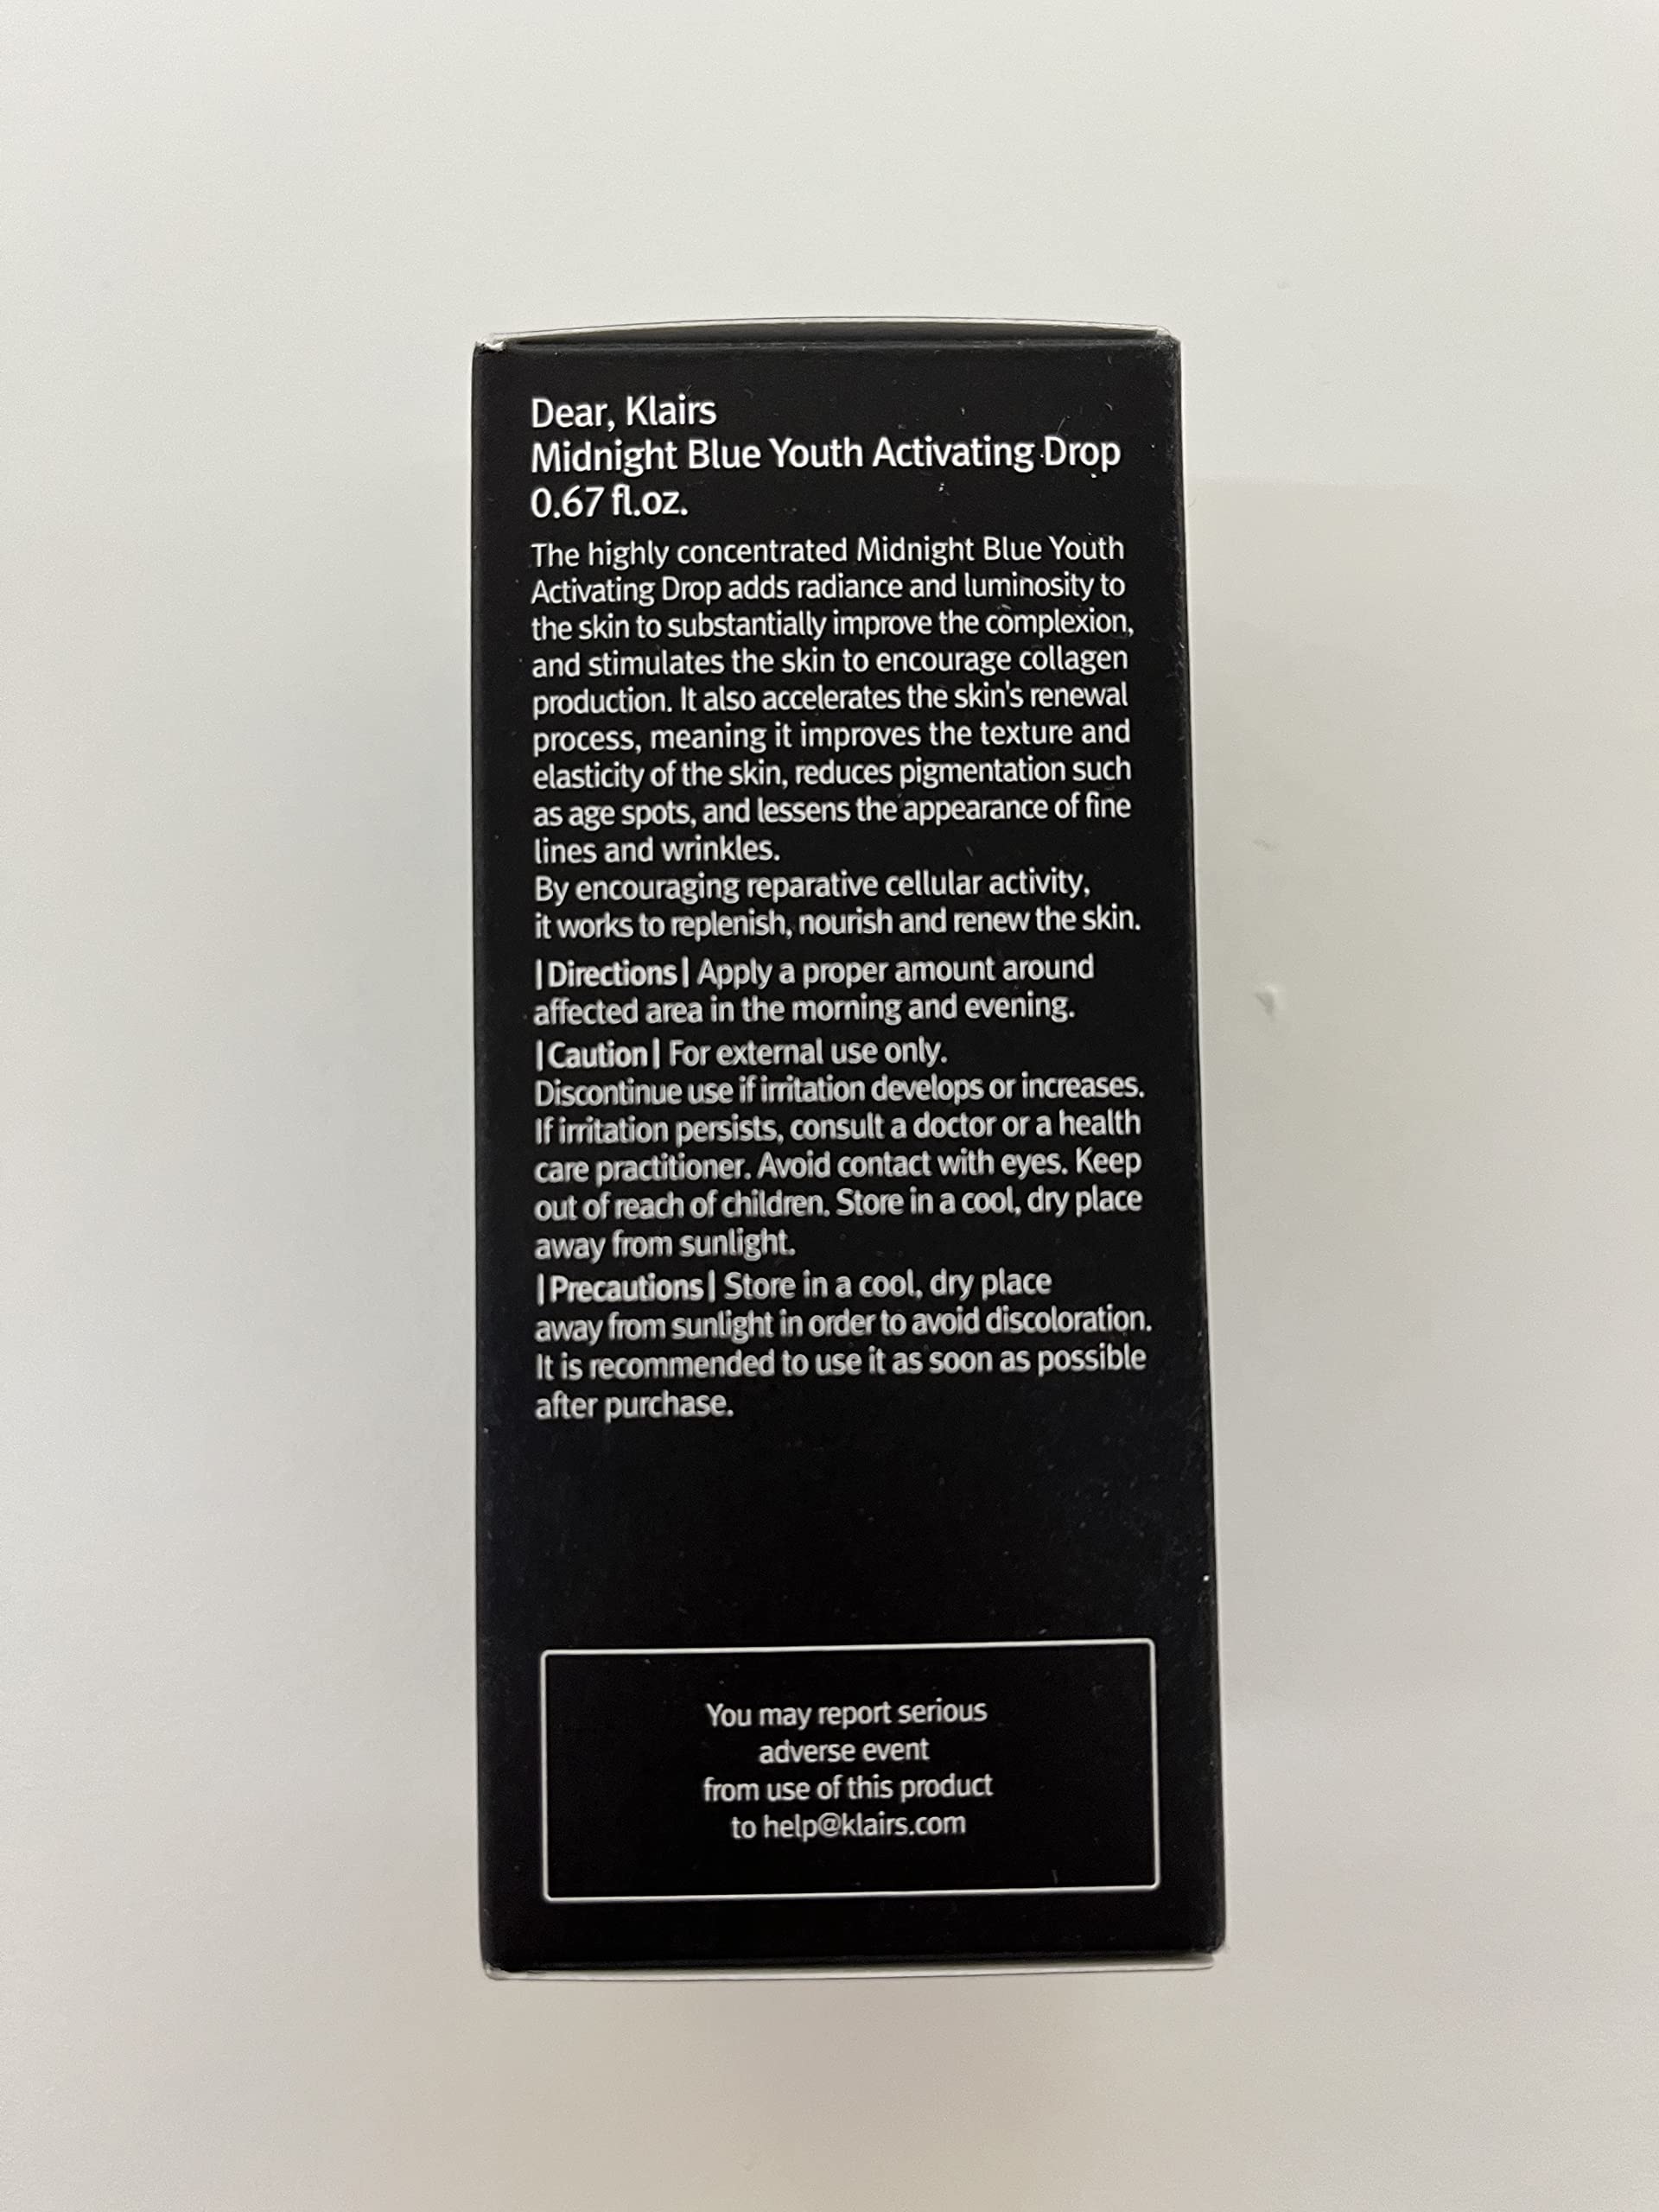 Dear, Klairs
Midnight Blue Youth Activating Drop
0.67 fl.oz.
The highly concentrated Midnight Blue Youth
Activating Drop adds radiance and luminosity to
the skin to substantially improve the complexion,
and stimulates the skin to encourage collagen
production. It also accelerates the skin's renewal
process, meaning it improves the texture and
elasticity of the skin, reduces pigmentation such
as age spots, and lessens the appearance of fine
lines and wrinkles.
By encouraging reparative cellular activity,
it works to replenish, nourish and renew the skin.
|Directions| Apply a proper amount around
affected area in the morning and evening.
|Caution| For external use only.
Discontinue use if irritation develops or increases.
If irritation persists, consult a doctor or a health
care practitioner. Avoid contact with eyes. Keep
out of reach of children. Store in a cool, dry place
away from sunlight.
|Precautions| Store in a cool, dry place
away from sunlight in order to avoid discoloration.
It is recommended to use it as soon as possible
after purchase.
You may report serious
adverse event
from use of this product
to help@klairs.com